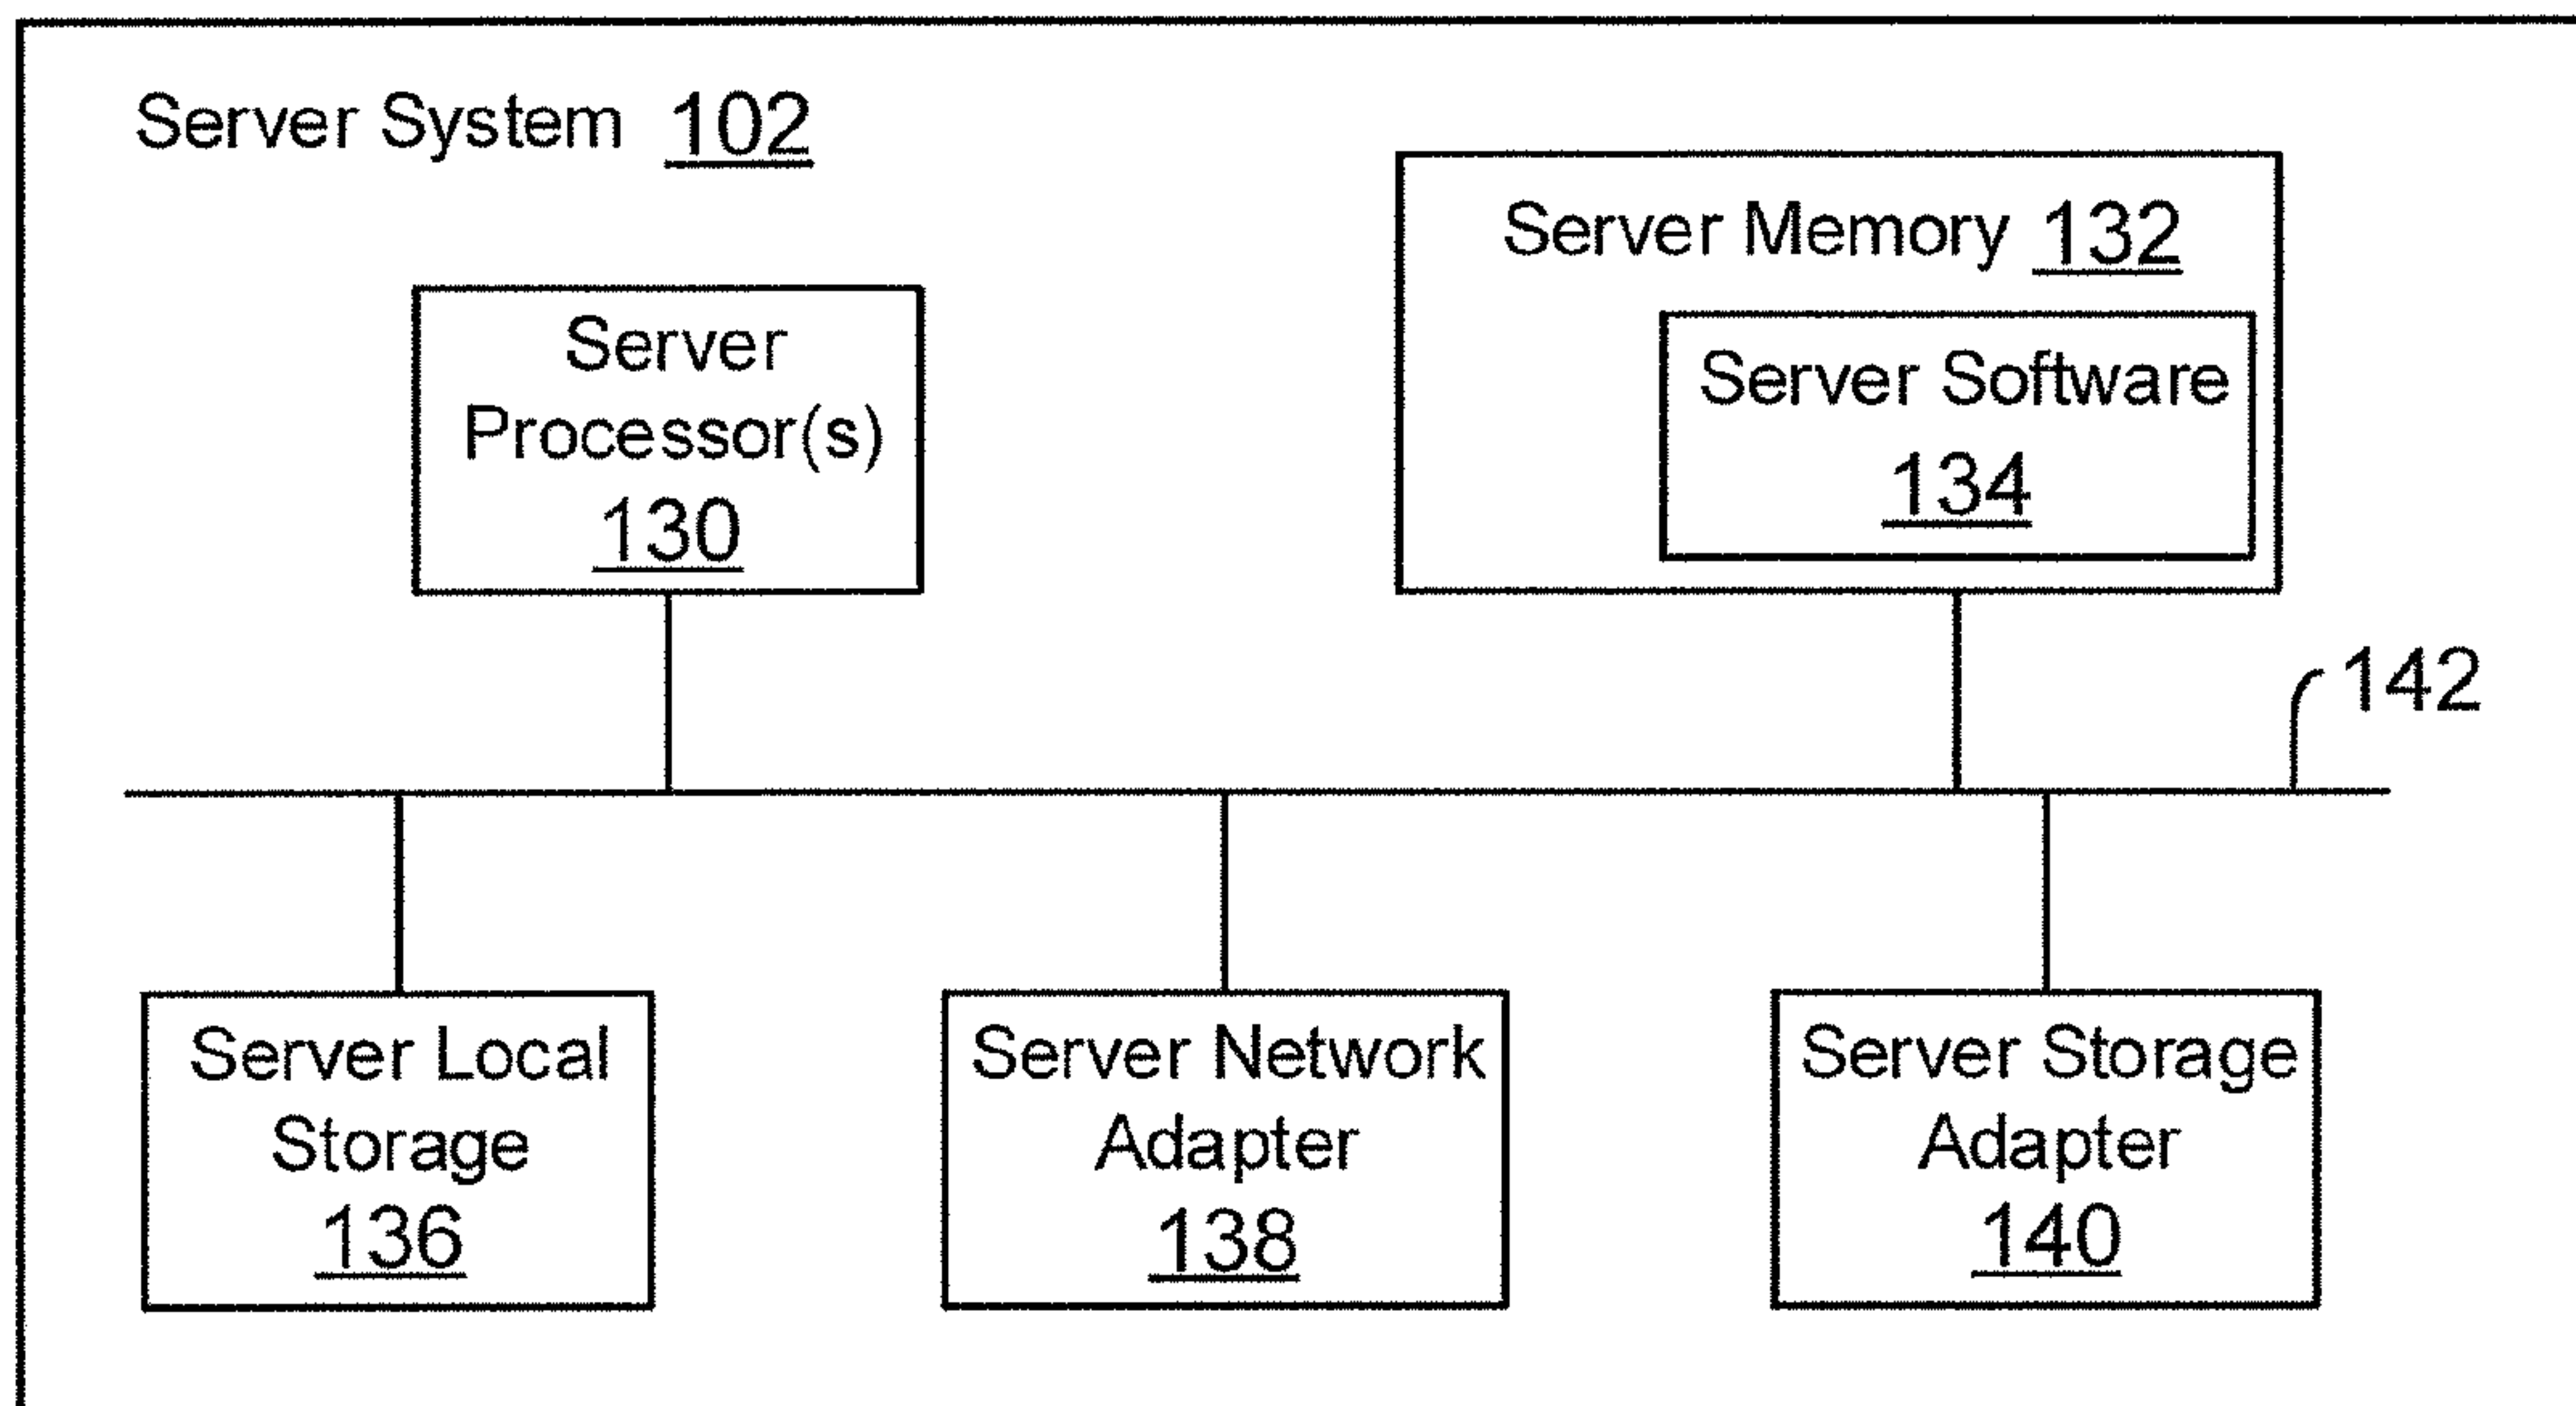 Server System 102
Server Memory 132
Server
Processor(s)
130
Server Software
134
142
Server Local
Storage
136
Server Network
Adapter
138
Server Storage
Adapter
140